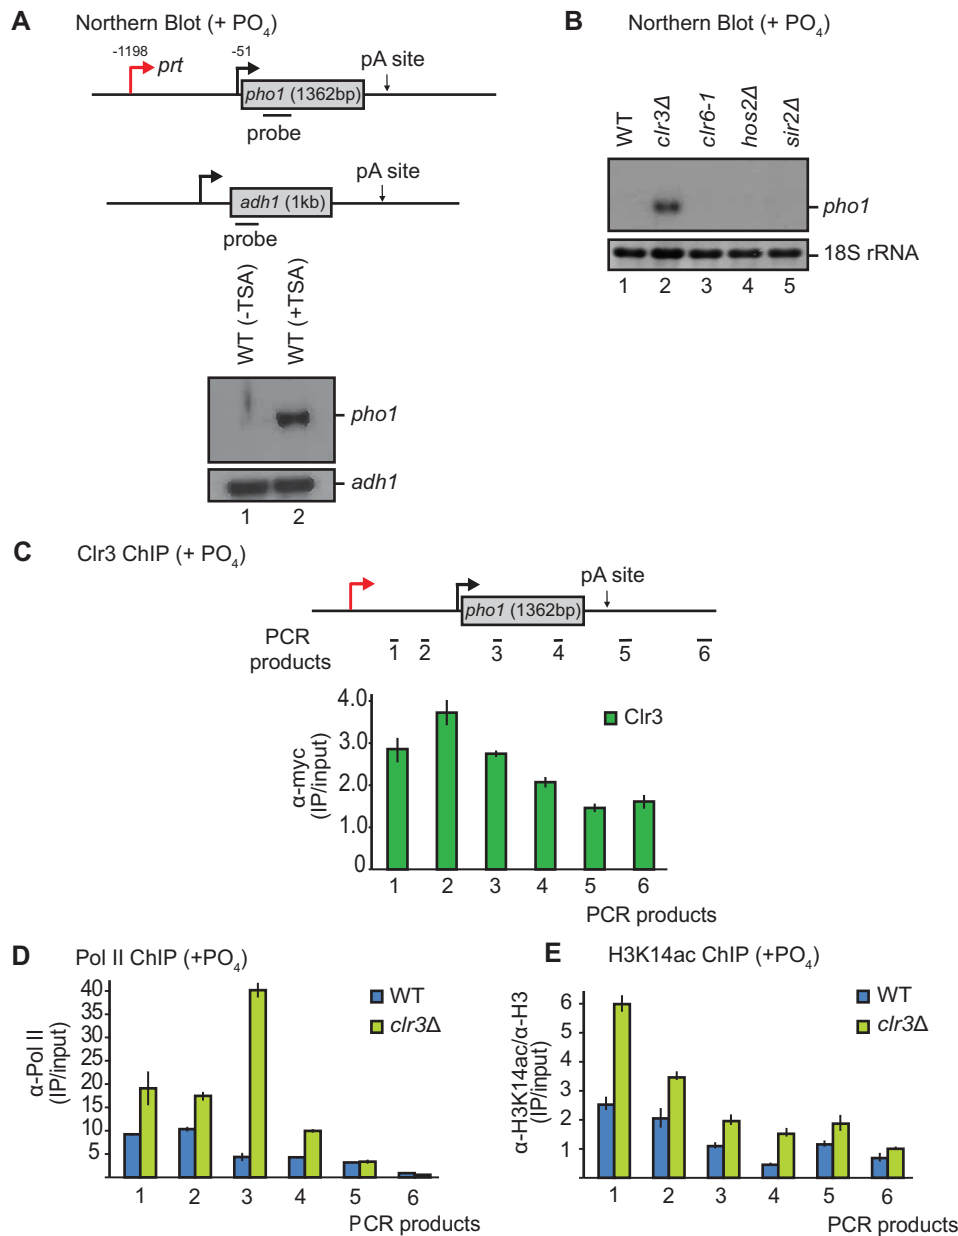 A Northern Blot (+ PO4)
-1198 prt -51 pA site
pho1 (1362bp)
probe
pA site
adh1 (1kb)
probe
WT (-TSA)
WT (+TSA)
pho1
adh1
1 2
B Northern Blot (+ PO4)
WT clr3Δ clr6-1 hos2Δ sir2Δ
pho1
18S rRNA
1 2 3 4 5
C Clr3 ChIP (+ PO4)
pA site
pho1 (1362bp)
PCR products
1 2 3 4 5 6
α-myc
(IP/input)
4.0
3.0
2.0
1.0
0
Clr3
1 2 3 4 5 6
PCR products
D Pol II ChIP (+PO4)
α-Pol II
(IP/input)
40
35
30
25
20
15
10
5
WT
clr3Δ
1 2 3 4 5 6
PCR products
E H3K14ac ChIP (+PO4)
α-H3K14ac/α-H3
(IP/input)
6
5
4
3
2
1
WT
clr3Δ
1 2 3 4 5 6
PCR products